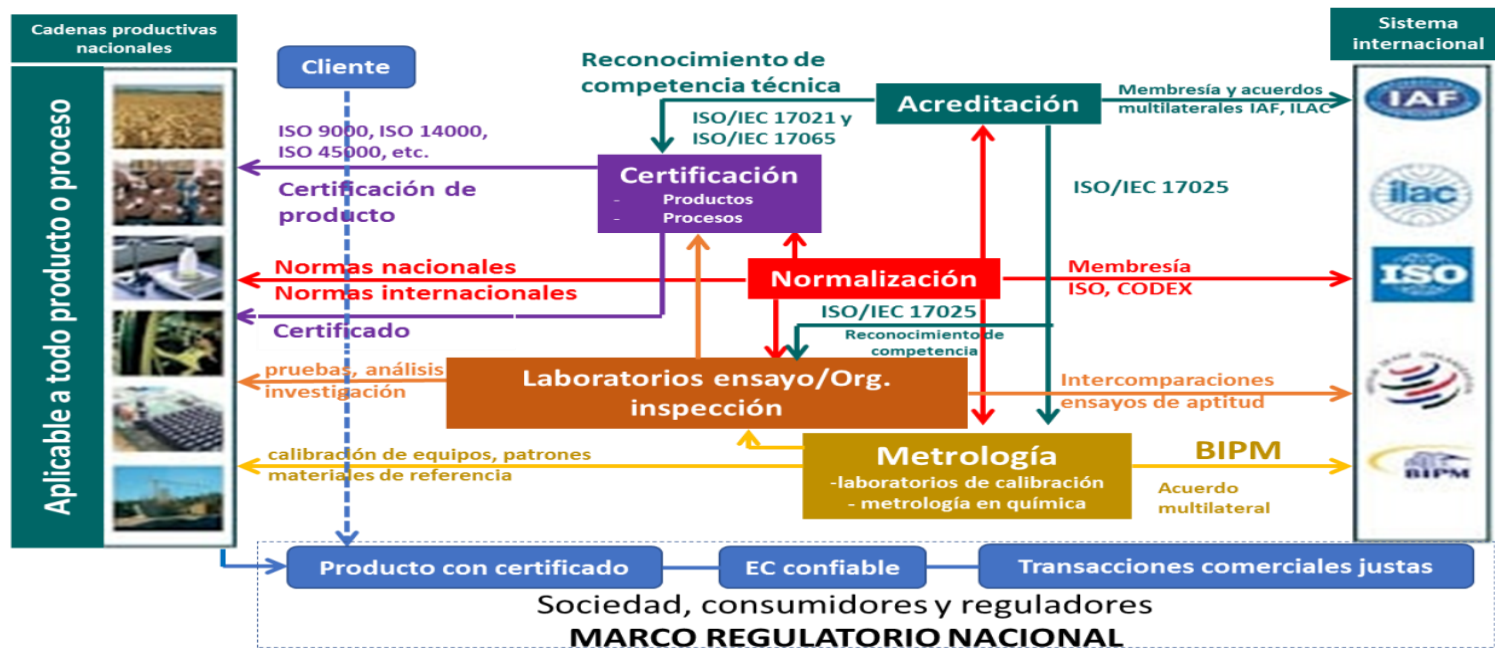 Cadenas productivas
nacionales
Aplicable a todo producto o proceso
Cliente
ISO 9000, ISO 14000,
ISO 45000, etc.
Certificación de
producto
Normas nacionales
Normas internacionales
Certificado
pruebas, análisis
investigación
calibración de equipos, patrones
materiales de referencia
Reconocimiento de
competencia técnica
ISO/IEC 17021 y
ISO/IEC 17065
Acreditación
Certificación
- Productos
- Procesos
ISO/IEC 17025
Normalización
ISO/IEC 17025
Reconocimiento de
competencia
Laboratorios ensayo/Org.
inspección
Metrología
-laboratorios de calibración
- metrología en química
Membresía y acuerdos
multilaterales IAF, ILAC
Membresía
ISO, CODEX
Intercomparaciones
ensayos de aptitud
BIPM
Acuerdo
multilateral
Sistema
internacional
IAF
ilac
ISO
BIPM
Producto con certificado
EC confiable
Transacciones comerciales justas
Sociedad, consumidores y reguladores
MARCO REGULATORIO NACIONAL